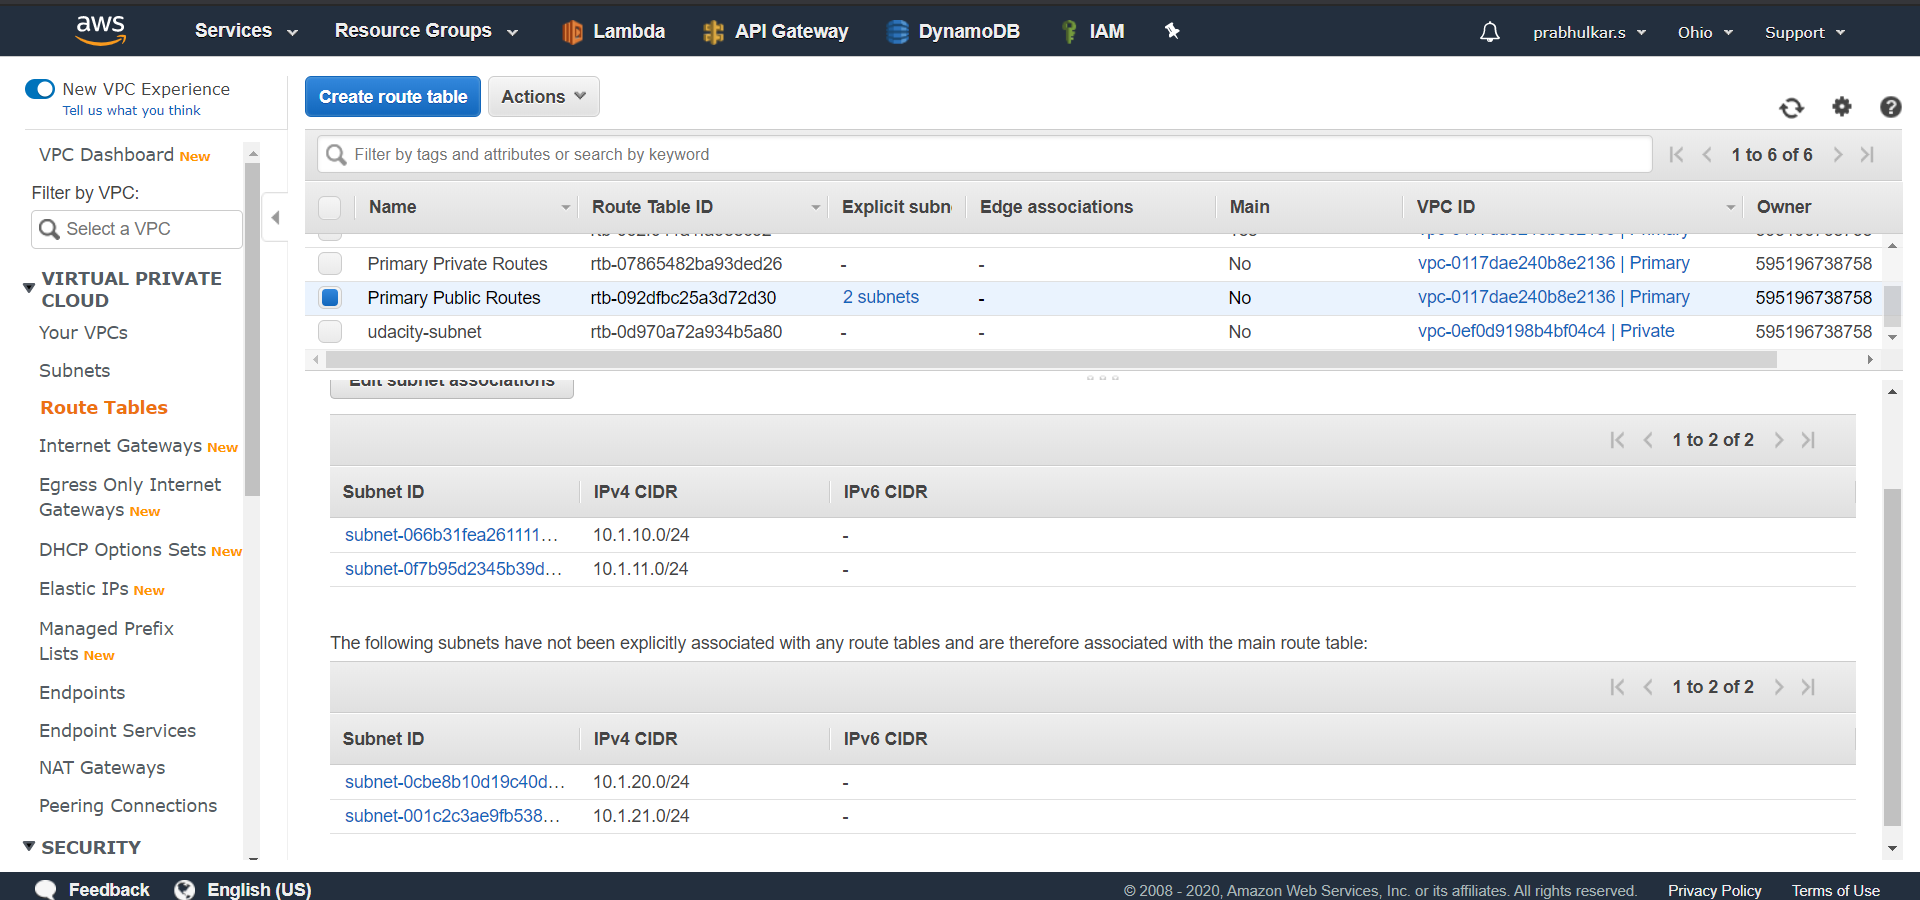 aws Services Resource Groups Lambda API Gateway DynamoDB IAM prabhulkar.s Ohio Support
New VPC Experience
Tell us what you think
VPC Dashboard New
Filter by VPC:
Select a VPC
VIRTUAL PRIVATE
CLOUD
Your VPCs
Subnets
Route Tables
Internet Gateways New
Egress Only Internet
Gateways New
DHCP Options Sets New
Elastic IPs New
Managed Prefix
Lists New
Endpoints
Endpoint Services
NAT Gateways
Peering Connections
SECURITY
Create route table Actions
Filter by tags and attributes or search by keyword 1 to 6 of 6
Name Route Table ID Explicit subn Edge associations Main VPC ID Owner
Primary Private Routes rtb-07865482ba93ded26 - - No vpc-0117dae240b8e2136 | Primary 595196738758
Primary Public Routes rtb-092dfbc25a3d72d30 2 subnets - No vpc-0117dae240b8e2136 | Primary 595196738758
udacity-subnet rtb-0d970a72a934b5a80 - - No vpc-0ef0d9198b4bf04c4 | Private 595196738758
Edit subnet associations
1 to 2 of 2
Subnet ID IPv4 CIDR IPv6 CIDR
subnet-066b31fea261111... 10.1.10.0/24 -
subnet-0f7b95d2345b39d... 10.1.11.0/24 -
The following subnets have not been explicitly associated with any route tables and are therefore associated with the main route table:
1 to 2 of 2
Subnet ID IPv4 CIDR IPv6 CIDR
subnet-0cbe8b10d19c40d... 10.1.20.0/24 -
subnet-001c2c3ae9fb538... 10.1.21.0/24 -
Feedback English (US) © 2008 - 2020, Amazon Web Services, Inc. or its affiliates. All rights reserved. Privacy Policy Terms of Use